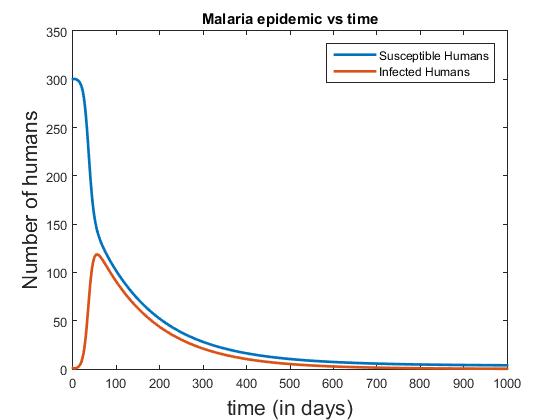 Malaria epidemic vs time
Susceptible Humans
Infected Humans
Number of humans
350
300
250
200
150
100
50
0
0 100 200 300 400 500 600 700 800 900 1000
time (in days)